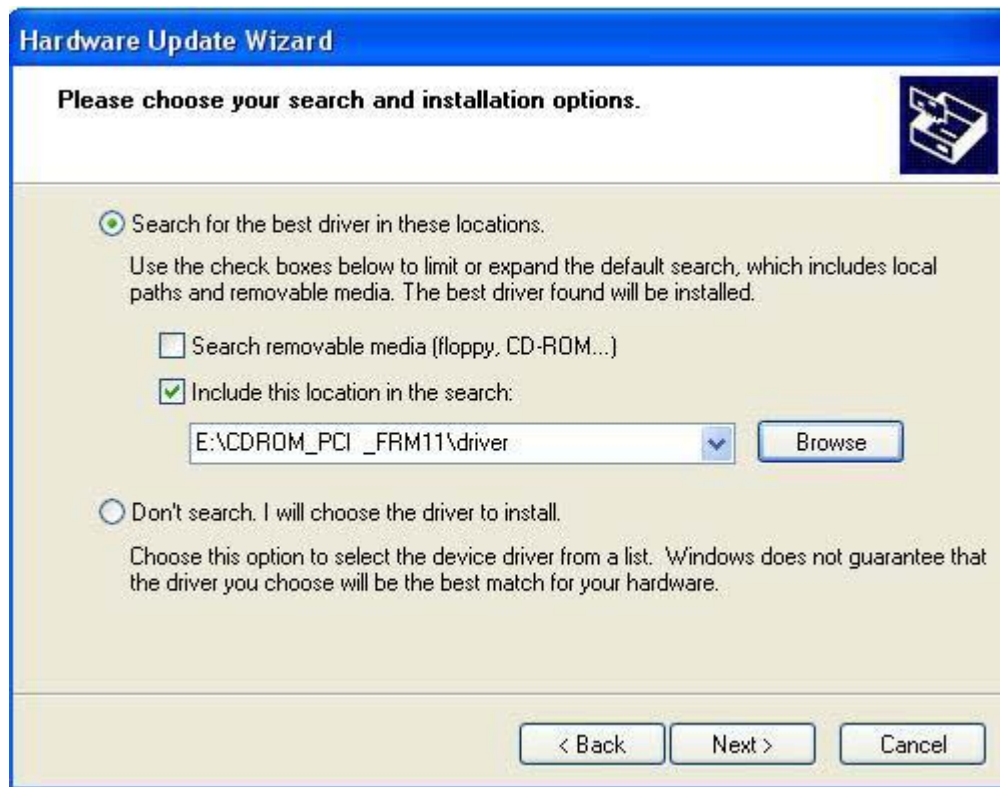 Hardware Update Wizard
Please choose your search and installation options.
Search for the best driver in these locations.
Use the check boxes below to limit or expand the default search, which includes local
paths and removable media. The best driver found will be installed.
Search removable media (floppy, CD-ROM...)
Include this location in the search:
E:\CDROM_PCI _FRM11\driver
Browse
Don't search. I will choose the driver to install.
Choose this option to select the device driver from a list. Windows does not guarantee that
the driver you choose will be the best match for your hardware.
< Back Next > Cancel